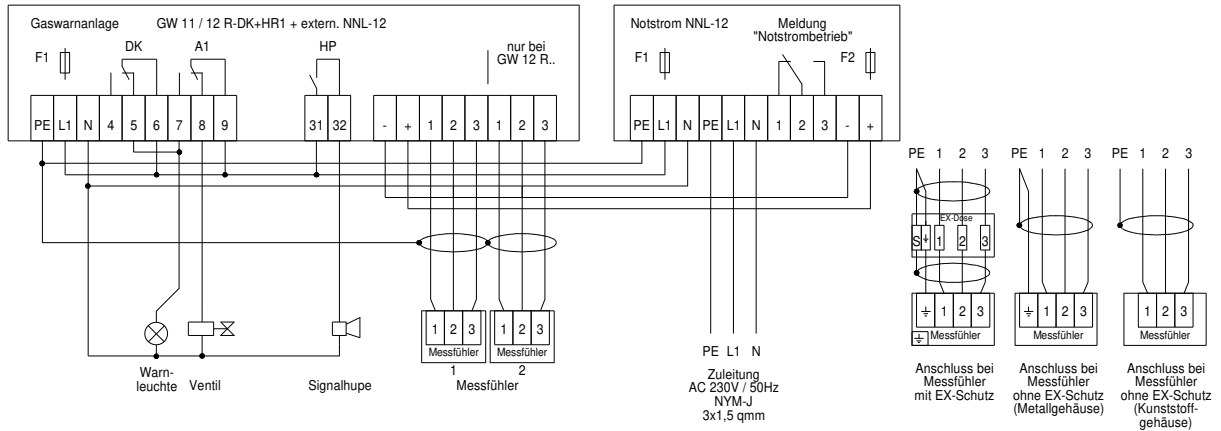 Gaswarnanlage GW 11 / 12 R-DK+HR1 + extern. NNL-12
F1 DK A1 HP nur bei
GW 12 R..
PE L1 N 4 5 6 7 8 9 31 32 - + 1 2 3 1 2 3
Notstrom NNL-12 Meldung
"Notstrombetrieb"
F1 F2
PE L1 N PE L1 N 1 2 3 - +
1 2 3 1 2 3
Messfühler Messfühler
1 2
Messfühler
Warn-
leuchte Ventil Signalhupe
PE L1 N
Zuleitung
AC 230V / 50Hz
NYM-J
3x1,5 qmm
PE 1 2 3
EX-Dose
S 1 2 3
1 2 3
Messfühler
Anschluss bei
Messfühler
mit EX-Schutz
PE 1 2 3
1 2 3
Messfühler
Anschluss bei
Messfühler
ohne EX-Schutz
(Metallgehäuse)
PE 1 2 3
1 2 3
Messfühler
Anschluss bei
Messfühler
ohne EX-Schutz
(Kunststoff-
gehäuse)